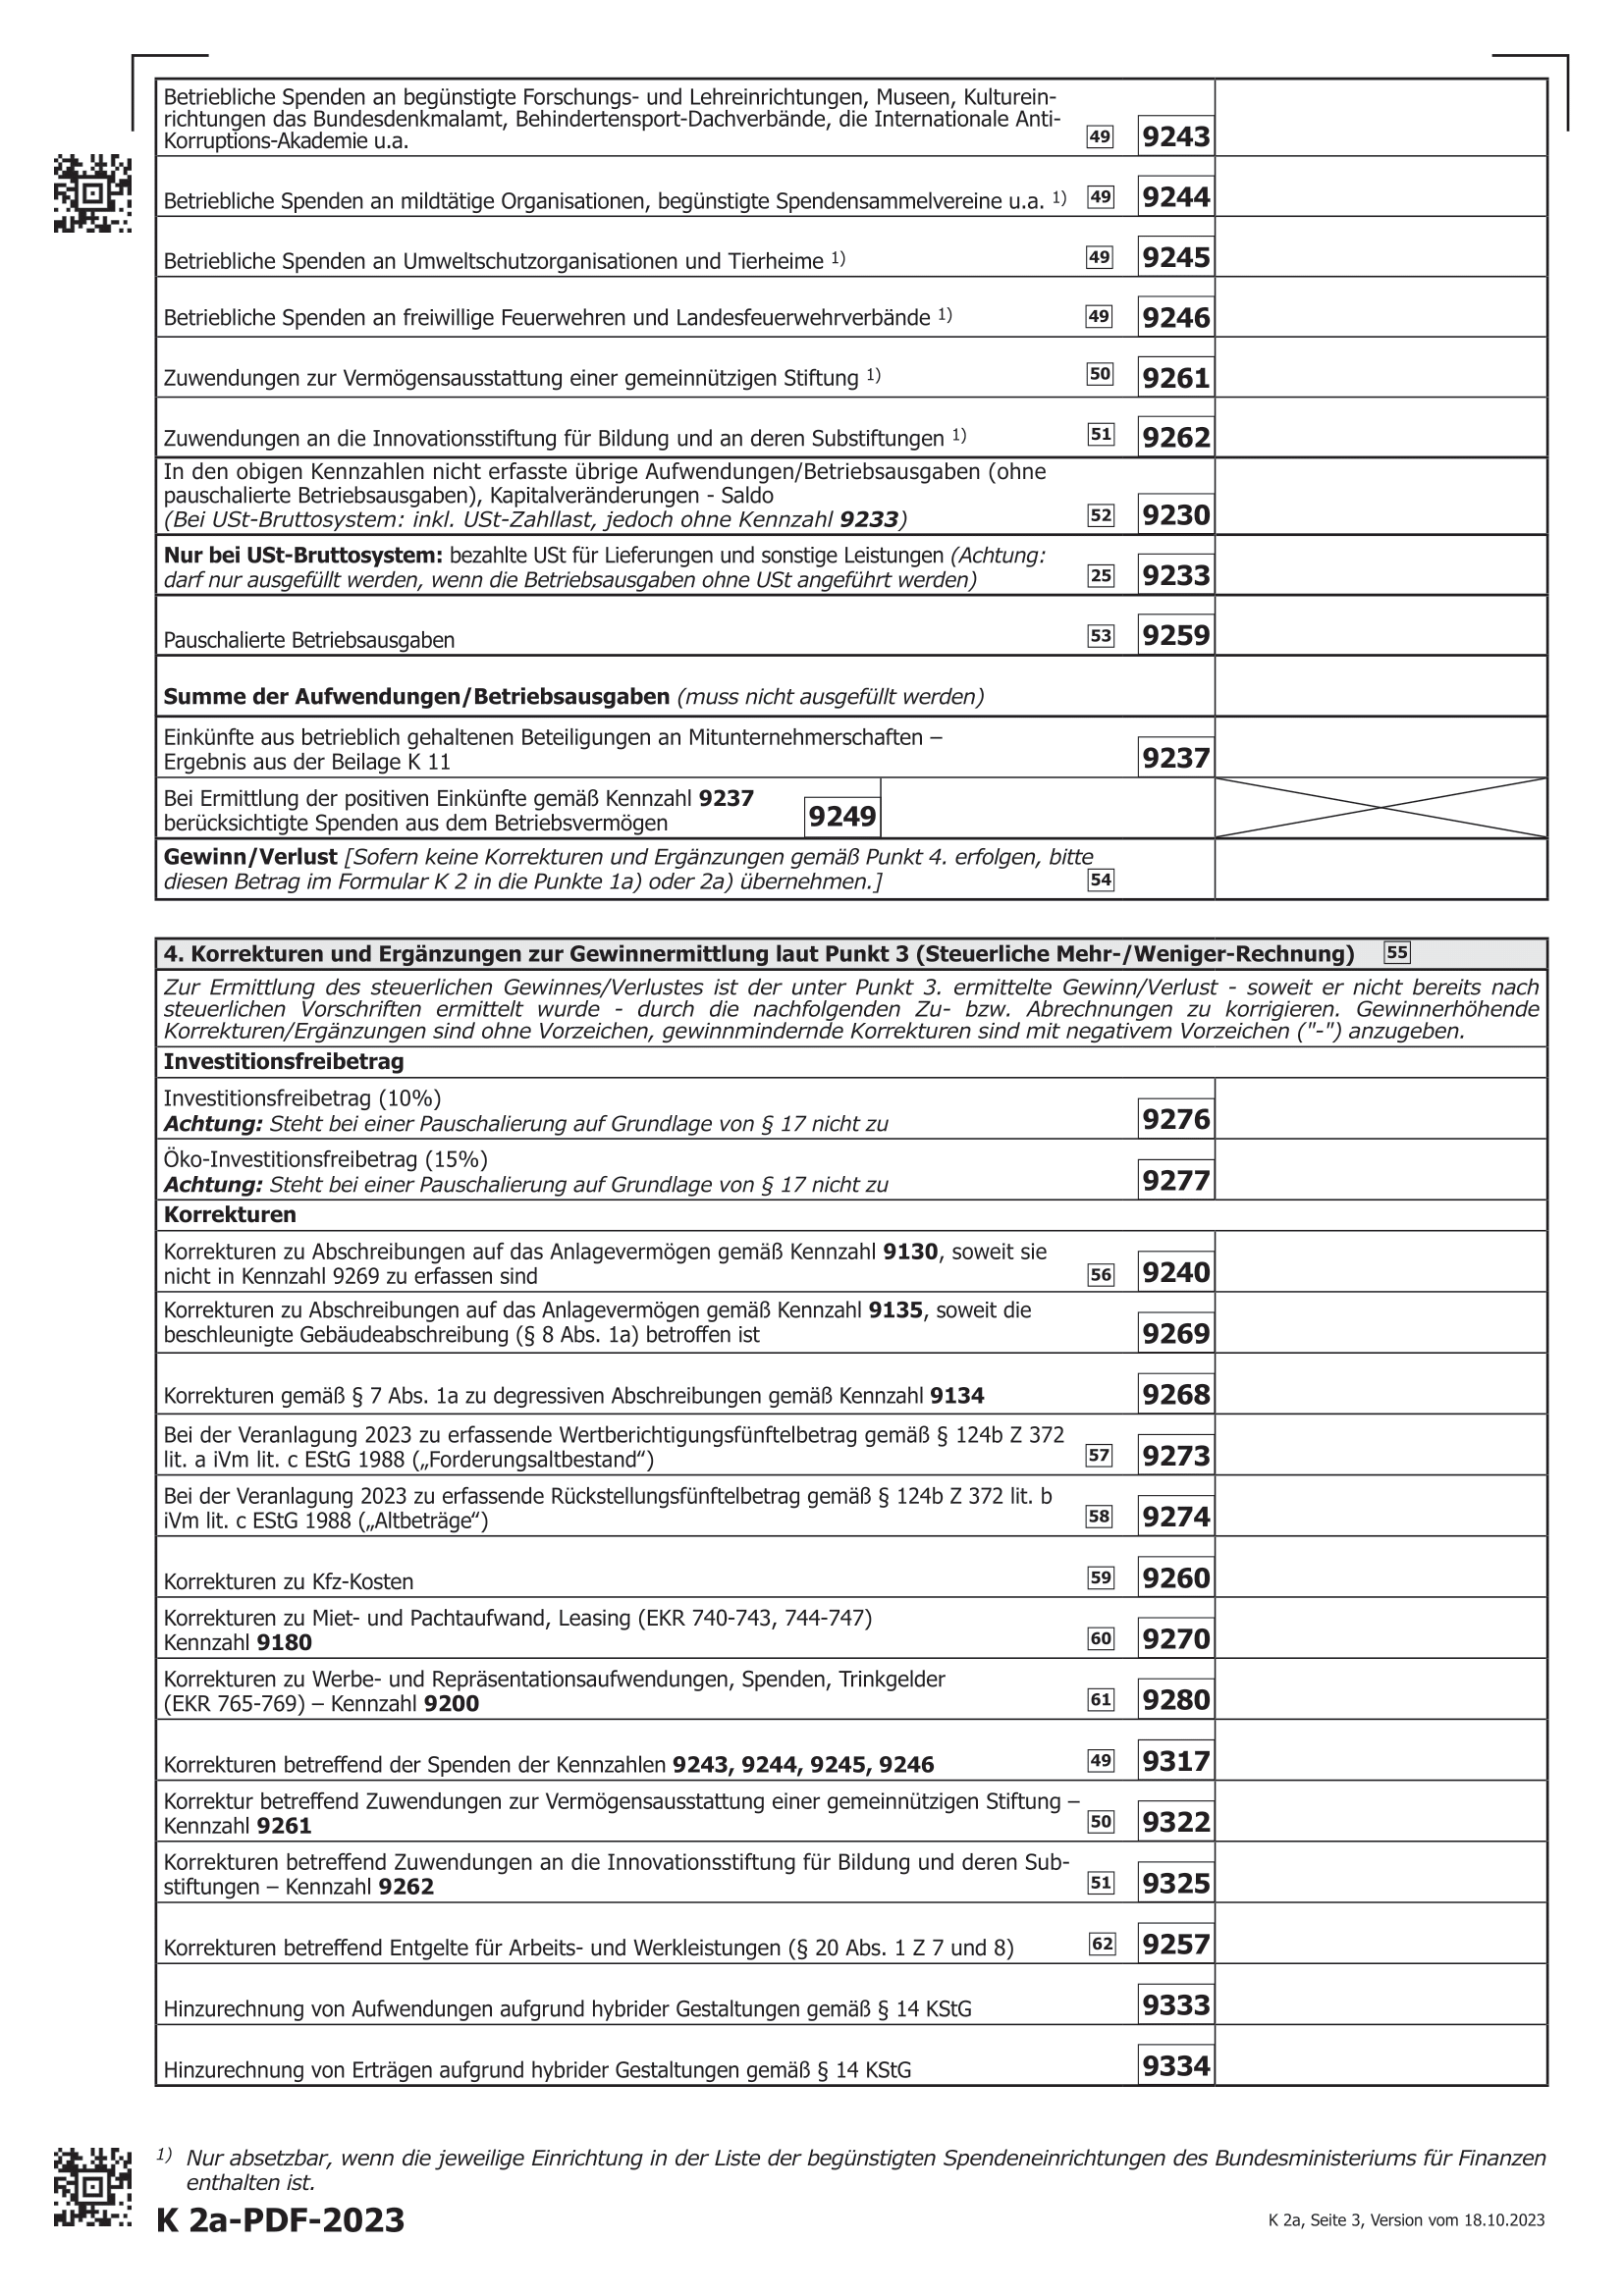 Betriebliche Spenden an begünstigte Forschungs- und Lehreinrichtungen, Museen, Kulturein-
richtungen das Bundesdenkmalamt, Behindertensport-Dachverbände, die Internationale Anti-
Korruptions-Akademie u.a. 49 9243
Betriebliche Spenden an mildtätige Organisationen, begünstigte Spendensammelvereine u.a. 1) 49 9244
Betriebliche Spenden an Umweltschutzorganisationen und Tierheime 1) 49 9245
Betriebliche Spenden an freiwillige Feuerwehren und Landesfeuerwehrverbände 1) 49 9246
Zuwendungen zur Vermögensausstattung einer gemeinnützigen Stiftung 1) 50 9261
Zuwendungen an die Innovationsstiftung für Bildung und an deren Substiftungen 1) 51 9262
In den obigen Kennzahlen nicht erfasste übrige Aufwendungen/Betriebsausgaben (ohne
pauschalierte Betriebsausgaben), Kapitalveränderungen - Saldo
(Bei USt-Bruttosystem: inkl. USt-Zahllast, jedoch ohne Kennzahl 9233) 52 9230
Nur bei USt-Bruttosystem: bezahlte USt für Lieferungen und sonstige Leistungen (Achtung:
darf nur ausgefüllt werden, wenn die Betriebsausgaben ohne USt angeführt werden) 25 9233
Pauschalierte Betriebsausgaben 53 9259
Summe der Aufwendungen/Betriebsausgaben (muss nicht ausgefüllt werden)
Einkünfte aus betrieblich gehaltenen Beteiligungen an Mitunternehmerschaften –
Ergebnis aus der Beilage K 11 9237
Bei Ermittlung der positiven Einkünfte gemäß Kennzahl 9237
berücksichtigte Spenden aus dem Betriebsvermögen 9249
Gewinn/Verlust [Sofern keine Korrekturen und Ergänzungen gemäß Punkt 4. erfolgen, bitte
diesen Betrag im Formular K 2 in die Punkte 1a) oder 2a) übernehmen.] 54
4. Korrekturen und Ergänzungen zur Gewinnermittlung laut Punkt 3 (Steuerliche Mehr-/Weniger-Rechnung) 55
Zur Ermittlung des steuerlichen Gewinnes/Verlustes ist der unter Punkt 3. ermittelte Gewinn/Verlust - soweit er nicht bereits nach
steuerlichen Vorschriften ermittelt wurde - durch die nachfolgenden Zu- bzw. Abrechnungen zu korrigieren. Gewinnerhöhende
Korrekturen/Ergänzungen sind ohne Vorzeichen, gewinnmindernde Korrekturen sind mit negativem Vorzeichen ("-") anzugeben.
Investitionsfreibetrag
Investitionsfreibetrag (10%)
Achtung: Steht bei einer Pauschalierung auf Grundlage von § 17 nicht zu 9276
Öko-Investitionsfreibetrag (15%)
Achtung: Steht bei einer Pauschalierung auf Grundlage von § 17 nicht zu 9277
Korrekturen
Korrekturen zu Abschreibungen auf das Anlagevermögen gemäß Kennzahl 9130, soweit sie
nicht in Kennzahl 9269 zu erfassen sind 56 9240
Korrekturen zu Abschreibungen auf das Anlagevermögen gemäß Kennzahl 9135, soweit die
beschleunigte Gebäudeabschreibung (§ 8 Abs. 1a) betroffen ist 9269
Korrekturen gemäß § 7 Abs. 1a zu degressiven Abschreibungen gemäß Kennzahl 9134 9268
Bei der Veranlagung 2023 zu erfassende Wertberichtigungsfünftelbetrag gemäß § 124b Z 372
lit. a iVm lit. c EStG 1988 („Forderungsaltbestand“) 57 9273
Bei der Veranlagung 2023 zu erfassende Rückstellungsfünftelbetrag gemäß § 124b Z 372 lit. b
iVm lit. c EStG 1988 („Altbeträge“) 58 9274
Korrekturen zu Kfz-Kosten 59 9260
Korrekturen zu Miet- und Pachtaufwand, Leasing (EKR 740-743, 744-747)
Kennzahl 9180 60 9270
Korrekturen zu Werbe- und Repräsentationsaufwendungen, Spenden, Trinkgelder
(EKR 765-769) – Kennzahl 9200 61 9280
Korrekturen betreffend der Spenden der Kennzahlen 9243, 9244, 9245, 9246 49 9317
Korrektur betreffend Zuwendungen zur Vermögensausstattung einer gemeinnützigen Stiftung –
Kennzahl 9261 50 9322
Korrekturen betreffend Zuwendungen an die Innovationsstiftung für Bildung und deren Sub-
stiftungen – Kennzahl 9262 51 9325
Korrekturen betreffend Entgelte für Arbeits- und Werkleistungen (§ 20 Abs. 1 Z 7 und 8) 62 9257
Hinzurechnung von Aufwendungen aufgrund hybrider Gestaltungen gemäß § 14 KStG 9333
Hinzurechnung von Erträgen aufgrund hybrider Gestaltungen gemäß § 14 KStG 9334
1) Nur absetzbar, wenn die jeweilige Einrichtung in der Liste der begünstigten Spendeneinrichtungen des Bundesministeriums für Finanzen
enthalten ist.
K 2a-PDF-2023
K 2a, Seite 3, Version vom 18.10.2023